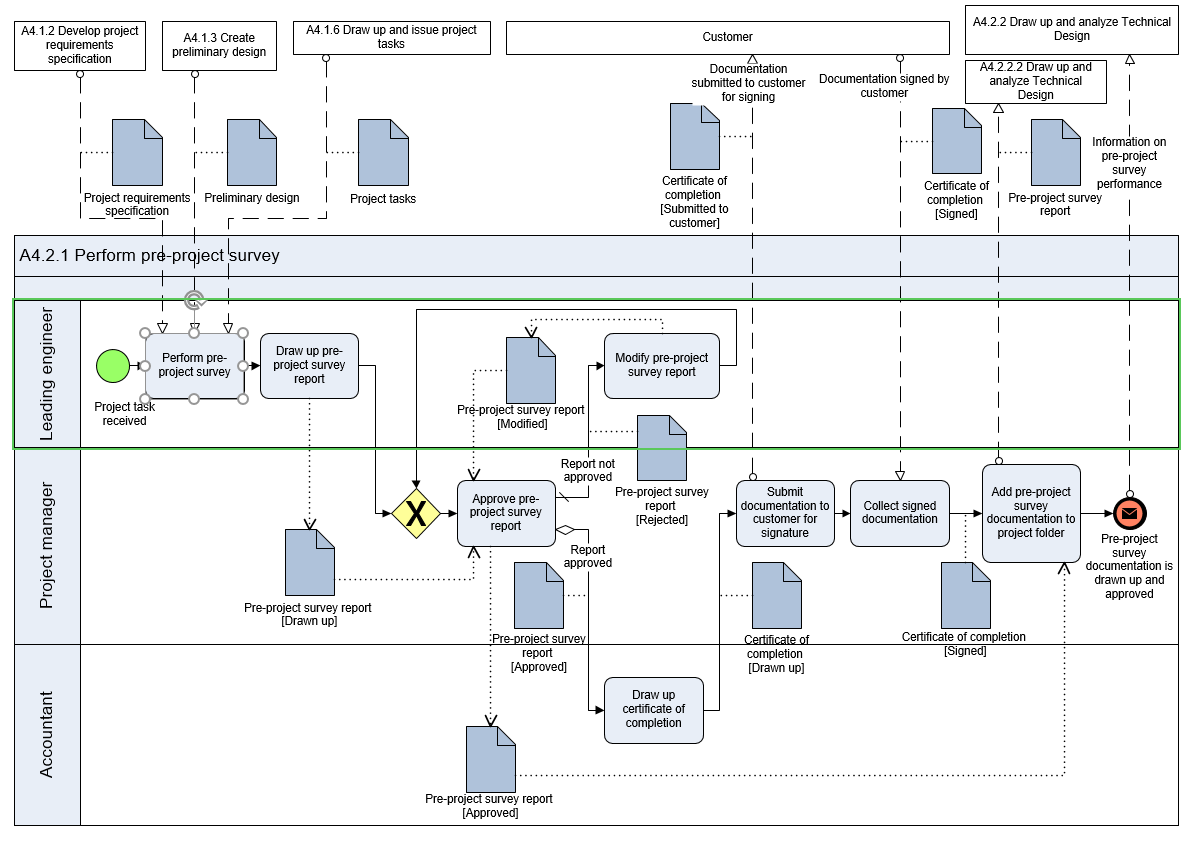 A4.1.2 Develop project
requirements
specification
A4.1.3 Create
preliminary design
A4.1.6 Draw up and issue project
tasks
Customer
A4.2.2 Draw up and analyze Technical
Design
A4.2.2.2 Draw up and
analyze Technical
Design
Documentation
submitted to customer
for signing
Documentation signed by
customer
Project requirements
specification
Preliminary design
Project tasks
Certificate of
completion
[Submitted to
customer]
Certificate of
completion
[Signed]
Pre-project survey
report
Information on
pre-project
survey
performance
A4.2.1 Perform pre-project survey
Leading engineer
Project task
received
Perform pre-
project survey
Draw up pre-
project survey
report
Pre-project survey report
[Modified]
Modify pre-project
survey report
Project manager
Report not
approved
Pre-project survey
report
[Rejected]
X
Approve pre-
project survey
report
Report
approved
Submit
documentation to
customer for
signature
Collect signed
documentation
Add pre-project
survey
documentation to
project folder
Pre-project
survey
documentation is
drawn up and
approved
Pre-project survey report
[Drawn up]
Pre-project survey
report
[Approved]
Certificate of
completion
[Drawn up]
Certificate of completion
[Signed]
Accountant
Draw up
certificate of
completion
Pre-project survey report
[Approved]